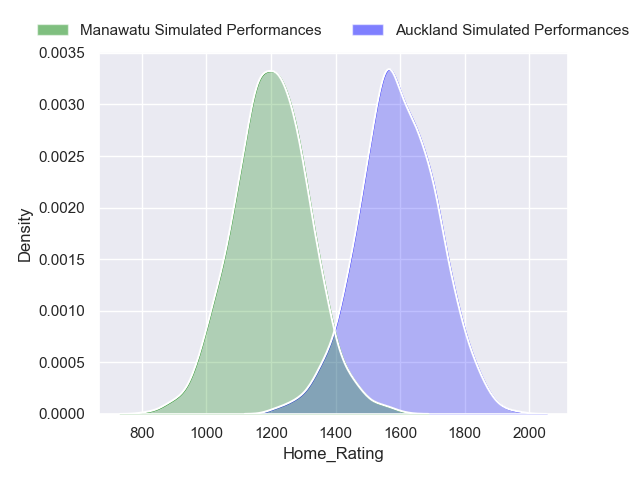 Manawatu Simulated Performances Auckland Simulated Performances
0.0035
0.0030
0.0025
0.0020
0.0015
0.0010
0.0005
0.0000
Density
800 1000 1200 1400 1600 1800 2000
Home_Rating